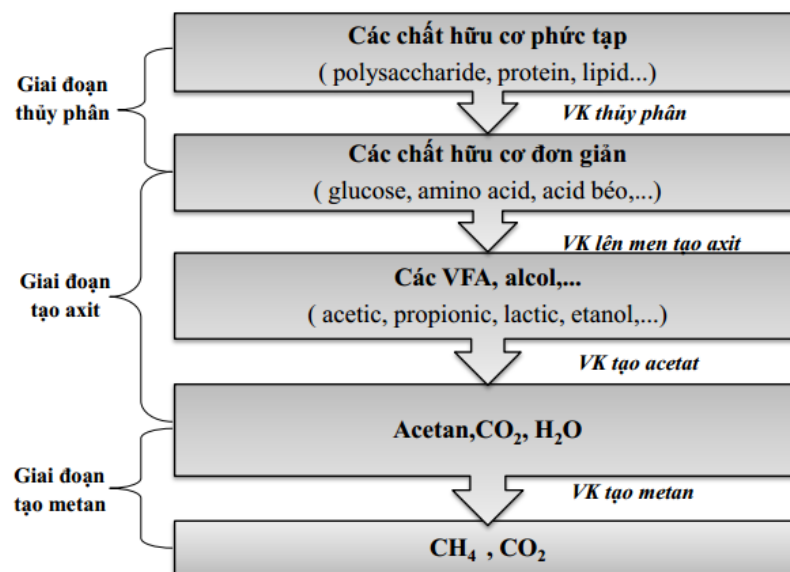 Các chất hữu cơ phức tạp
( polysaccharide, protein, lipid...)
Giai đoạn
thủy phân
VK thủy phân
Các chất hữu cơ đơn giản
( glucose, amino acid, acid béo,...)
VK lên men tạo axit
Giai đoạn
tạo axit
Các VFA, alcol,...
( acetic, propionic, lactic, etanol,...)
VK tạo acetat
Acetan,CO₂, H₂O
Giai đoạn
tạo metan
VK tạo metan
CH₄ , CO₂